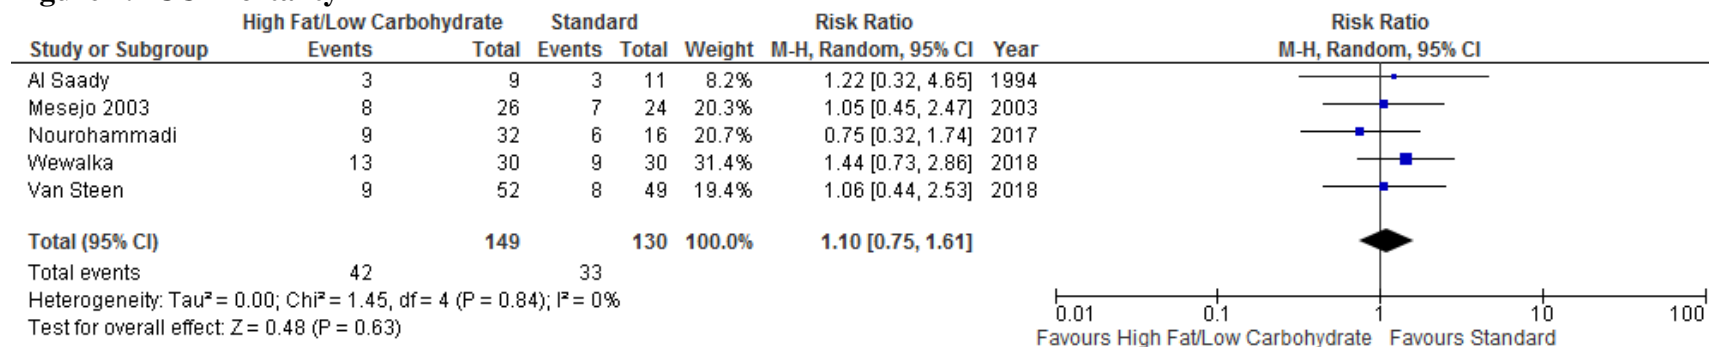 High Fat/Low Carbohydrate Standard Risk Ratio Risk Ratio
Study or Subgroup Events Total Events Total Weight M-H, Random, 95% CI Year M-H, Random, 95% CI
Al Saady 3 9 3 11 8.2% 1.22 [0.32, 4.65] 1994
Mesejo 2003 8 26 7 24 20.3% 1.05 [0.45, 2.47] 2003
Nourohammadi 9 32 6 16 20.7% 0.75 [0.32, 1.74] 2017
Wewalka 13 30 9 30 31.4% 1.44 [0.73, 2.86] 2018
Van Steen 9 52 8 49 19.4% 1.06 [0.44, 2.53] 2018
Total (95% CI) 149 130 100.0% 1.10 [0.75, 1.61]
Total events 42 33
Heterogeneity: Tau² = 0.00; Chi² = 1.45, df = 4 (P = 0.84); I² = 0%
Test for overall effect: Z = 0.48 (P = 0.63)
0.01 0.1 1 10 100
Favours High Fat/Low Carbohydrate Favours Standard